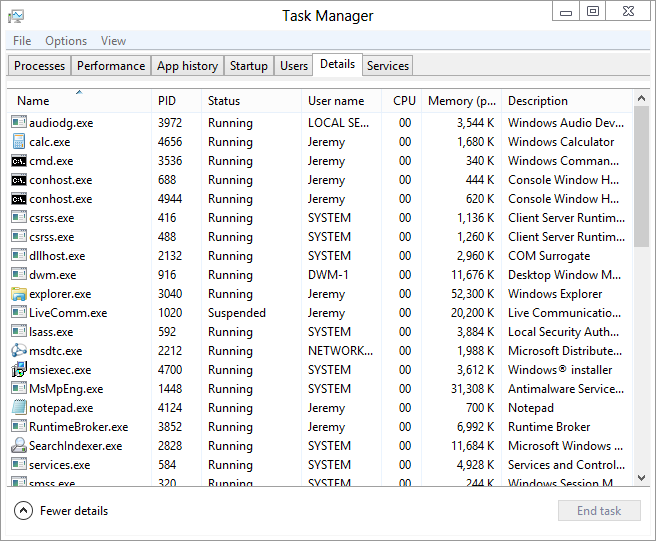 Task Manager
File Options View
Processes Performance App history Startup Users Details Services
Name PID Status User name CPU Memory (p... Description
audiodg.exe 3972 Running LOCAL SE... 00 3,544 K Windows Audio Dev...
calc.exe 4656 Running Jeremy 00 1,680 K Windows Calculator
cmd.exe 3536 Running Jeremy 00 340 K Windows Comman...
conhost.exe 688 Running Jeremy 00 444 K Console Window H...
conhost.exe 4944 Running Jeremy 00 620 K Console Window H...
csrss.exe 416 Running SYSTEM 00 1,136 K Client Server Runtim...
csrss.exe 488 Running SYSTEM 00 1,260 K Client Server Runtim...
dllhost.exe 2132 Running SYSTEM 00 2,960 K COM Surrogate
dwm.exe 916 Running DWM-1 00 11,676 K Desktop Window M...
explorer.exe 3040 Running Jeremy 00 52,300 K Windows Explorer
LiveComm.exe 1020 Suspended Jeremy 00 20,200 K Live Communicatio...
lsass.exe 592 Running SYSTEM 00 3,884 K Local Security Auth...
msdtc.exe 2212 Running NETWORK... 00 1,988 K Microsoft Distribute...
msiexec.exe 4700 Running SYSTEM 00 3,612 K Windows® installer
MsMpEng.exe 1448 Running SYSTEM 00 31,308 K Antimalware Service...
notepad.exe 4124 Running Jeremy 00 700 K Notepad
RuntimeBroker.exe 3852 Running Jeremy 00 6,992 K Runtime Broker
SearchIndexer.exe 2828 Running SYSTEM 00 11,684 K Microsoft Windows ...
services.exe 584 Running SYSTEM 00 4,928 K Services and Control...
smss.exe 320 Running SYSTEM 00 244 K Windows Session M...
Fewer details End task